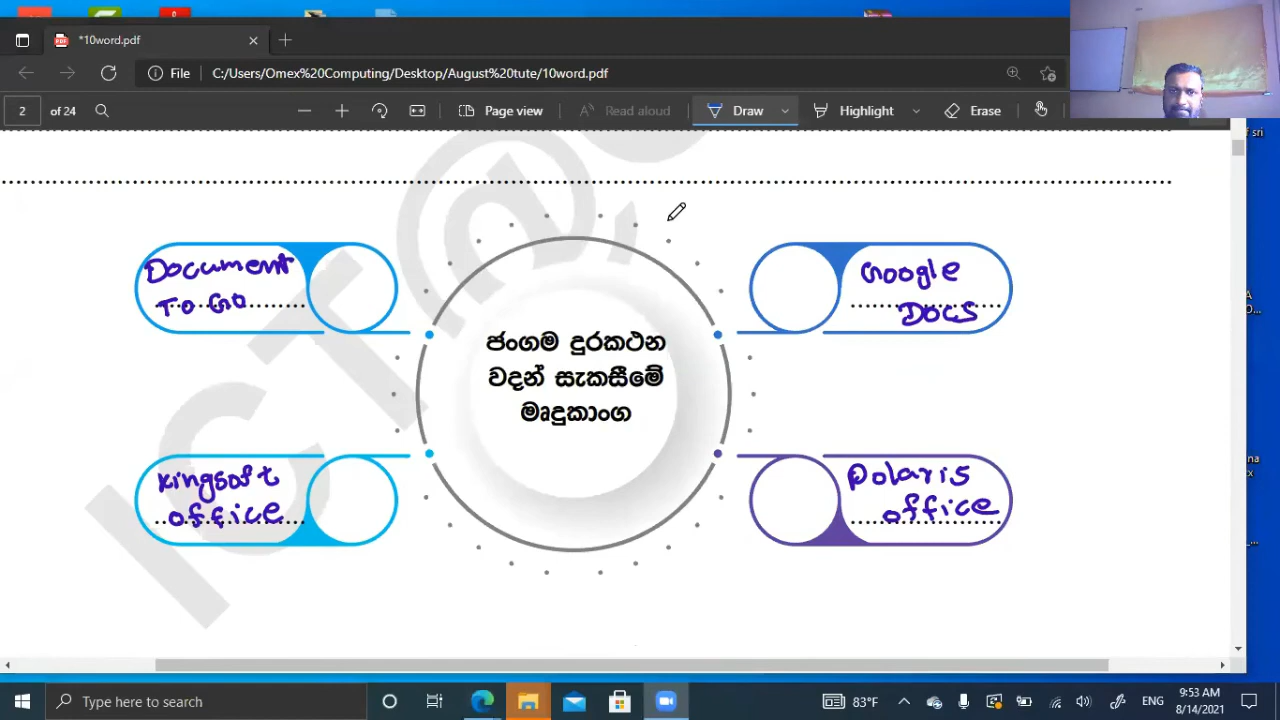 *10word.pdf
File C:/Users/Omex%20Computing/Desktop/August%20tute/10word.pdf
2 of 24 Page view Read aloud Draw Highlight Erase
f sri
ICT@
Document
To Go
Google
Docs
ජංගම දුරකථන
වදන් සැකසීමේ
මෘදුකාංග
Kingsoft
office
Polaris
office
Type here to search
83°F ENG
9:53 AM
8/14/2021